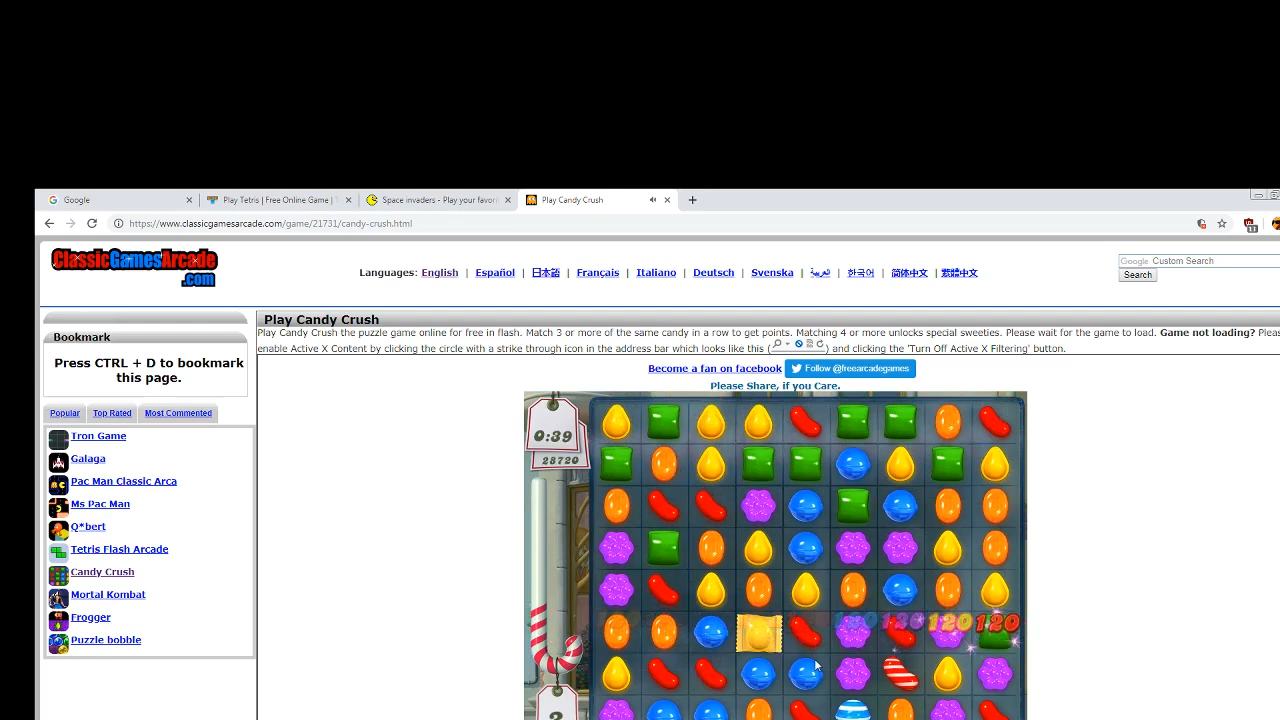 Google
Play Tetris | Free Online Game |
Space invaders - Play your favori
Play Candy Crush
https://www.classicgamesarcade.com/game/21731/candy-crush.html
11
ClassicGamesArcade
.com
Languages: English | Español | 日本語 | Français | Italiano | Deutsch | Svenska | العربية | 한국어 | 简体中文 | 繁體中文
Google Custom Search
Search
Play Candy Crush
Play Candy Crush the puzzle game online for free in flash. Match 3 or more of the same candy in a row to get points. Matching 4 or more unlocks special sweeties. Please wait for the game to load. Game not loading? Pleas
enable Active X Content by clicking the circle with a strike through icon in the address bar which looks like this ( ) and clicking the 'Turn Off Active X Filtering' button.
Bookmark
Press CTRL + D to bookmark
this page.
Popular
Top Rated
Most Commented
Tron Game
Galaga
Pac Man Classic Arca
Ms Pac Man
Q*bert
Tetris Flash Arcade
Candy Crush
Mortal Kombat
Frogger
Puzzle bobble
Become a fan on facebook
Follow @freearcadegames
Please Share, if you Care.
0:39
28720
120 120 120 120